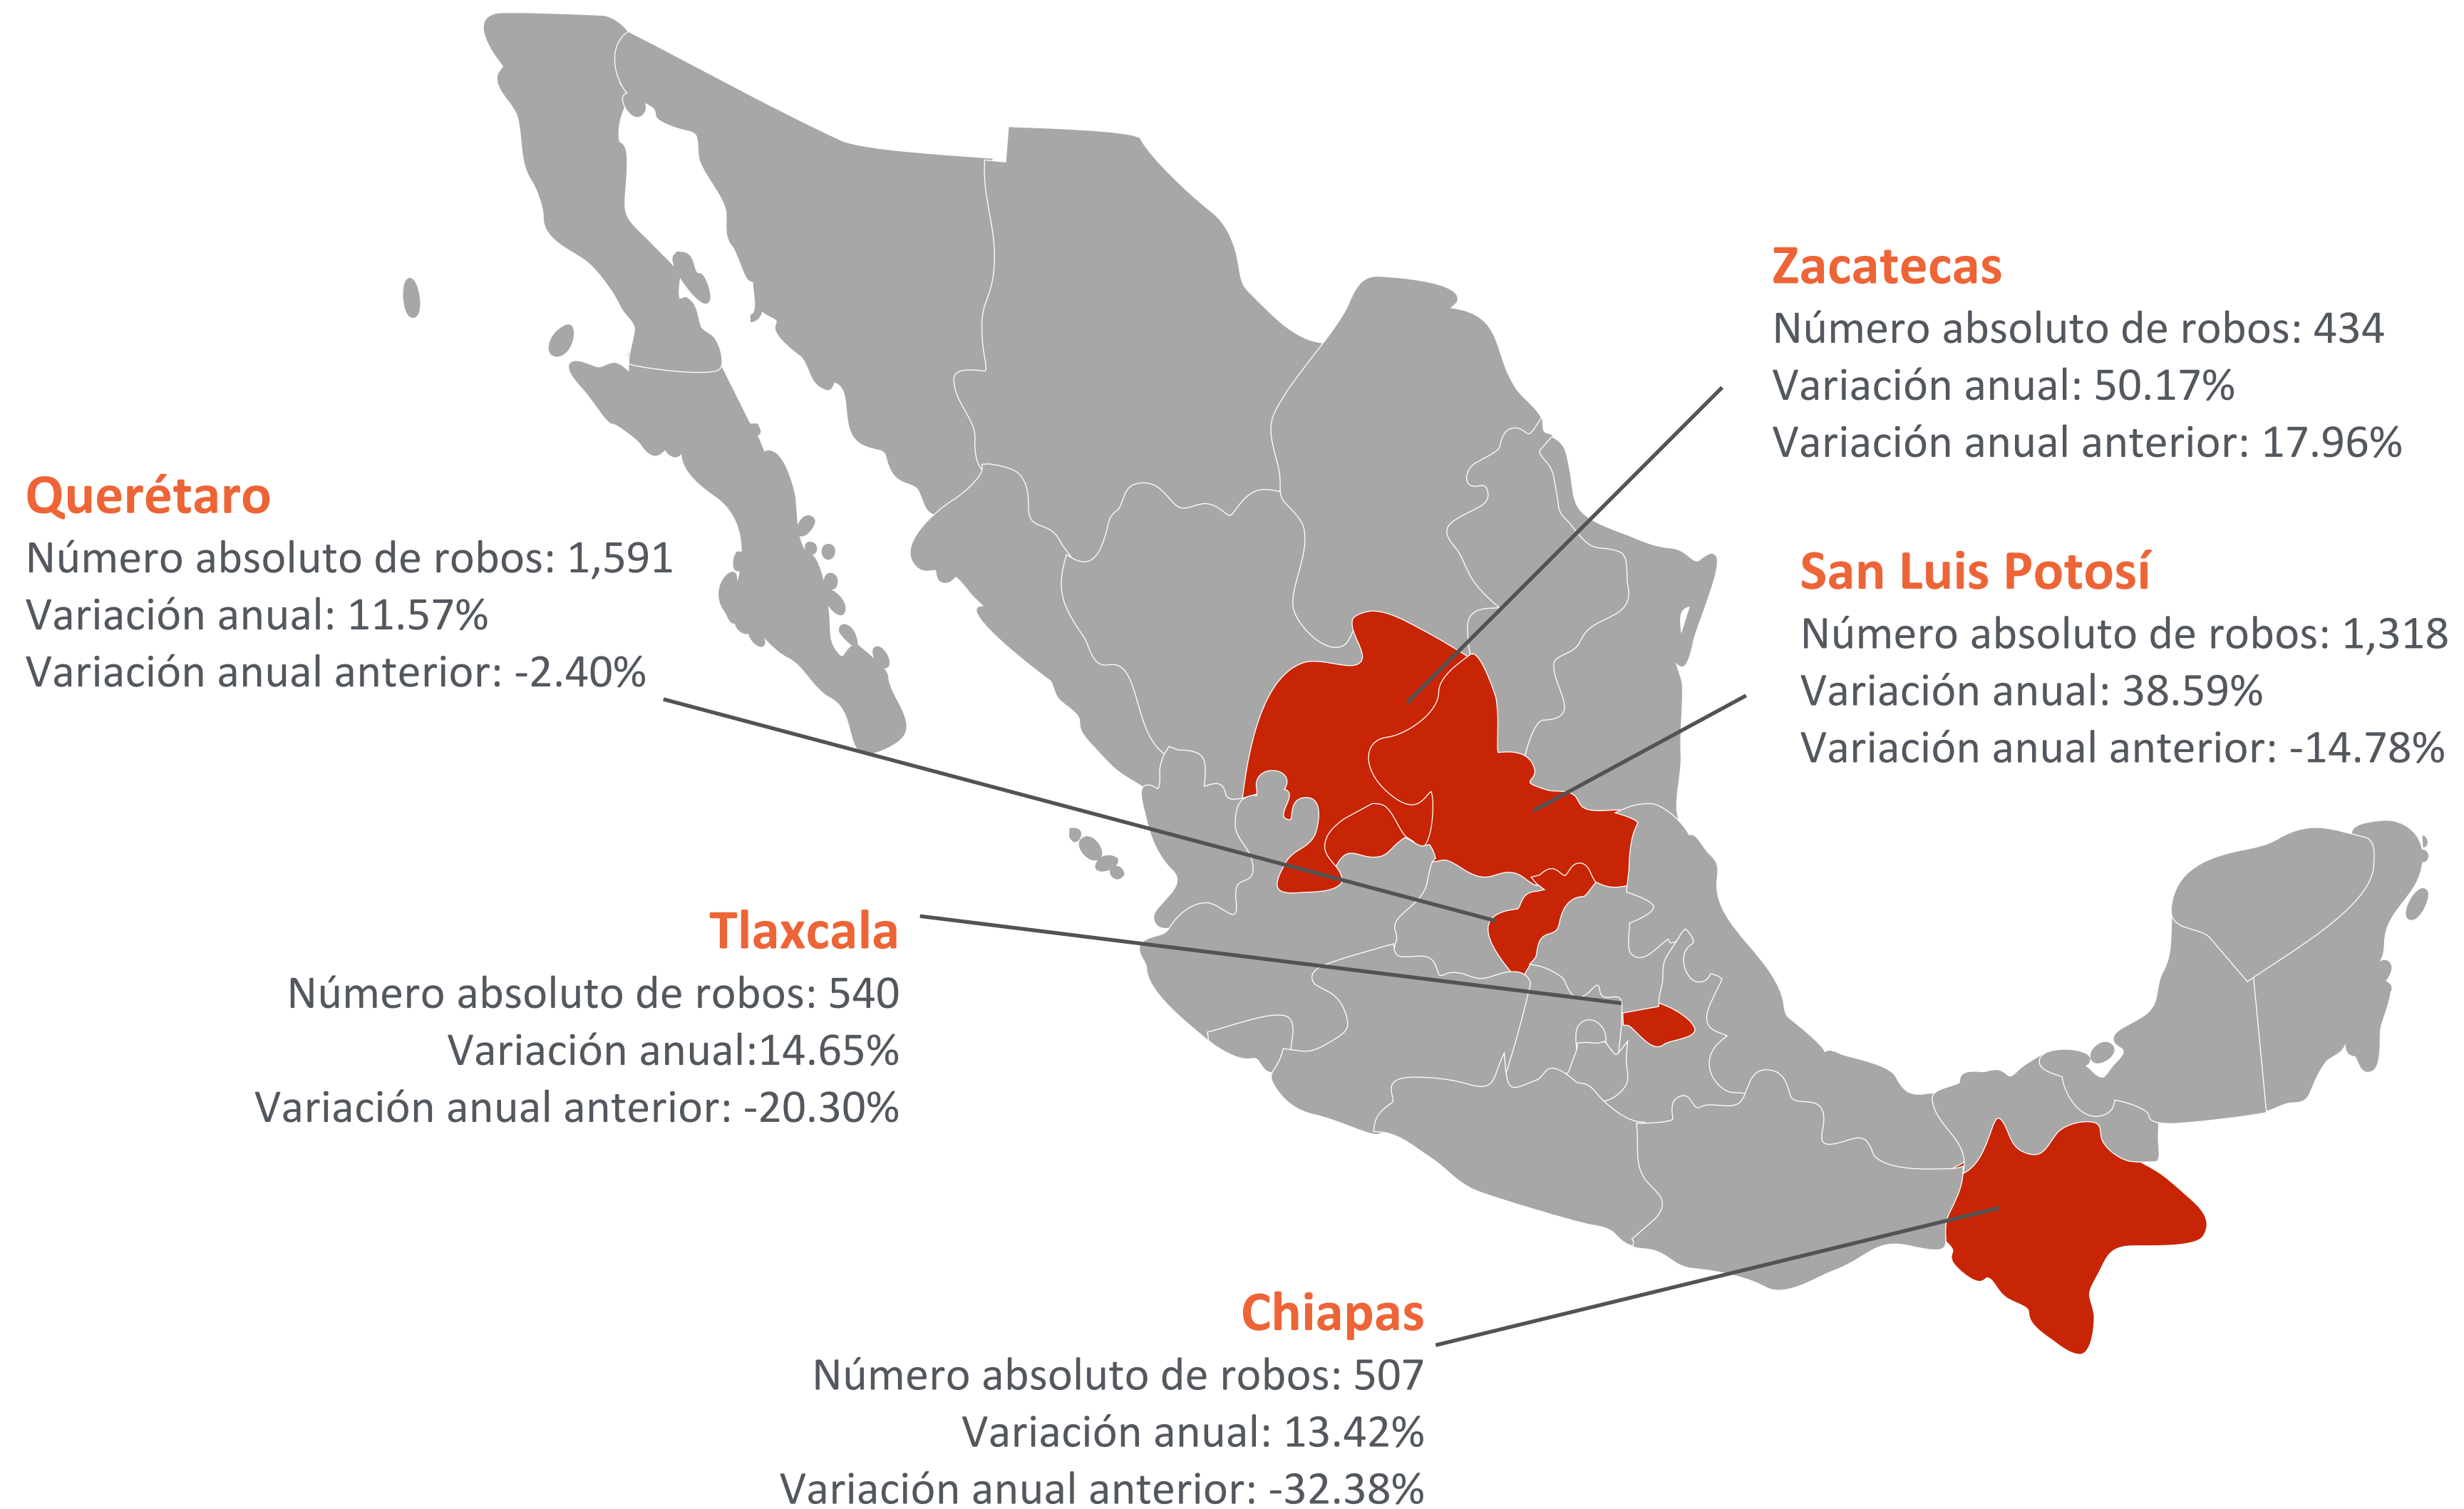 Zacatecas
Número absoluto de robos: 434
Variación anual: 50.17%
Variación anual anterior: 17.96%
Querétaro
Número absoluto de robos: 1,591
Variación anual: 11.57%
Variación anual anterior: -2.40%
San Luis Potosí
Número absoluto de robos: 1,318
Variación anual: 38.59%
Variación anual anterior: -14.78%
Tlaxcala
Número absoluto de robos: 540
Variación anual:14.65%
Variación anual anterior: -20.30%
Chiapas
Número absoluto de robos: 507
Variación anual: 13.42%
Variación anual anterior: -32.38%